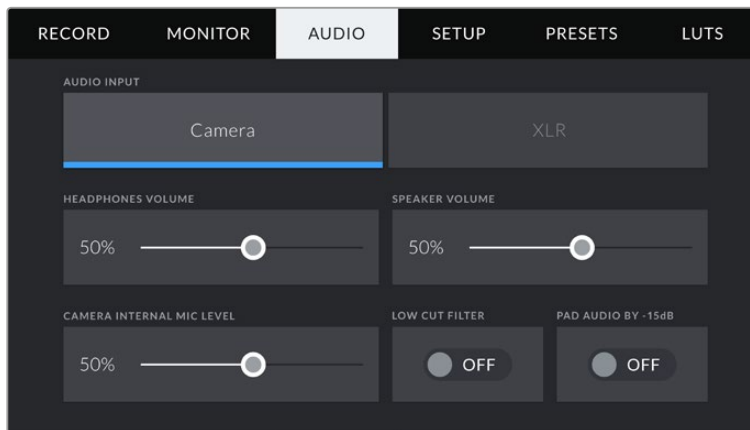 RECORD MONITOR AUDIO SETUP PRESETS LUTS
AUDIO INPUT
Camera XLR
HEADPHONES VOLUME SPEAKER VOLUME
50% 50%
CAMERA INTERNAL MIC LEVEL LOW CUT FILTER PAD AUDIO BY -15dB
50% OFF OFF